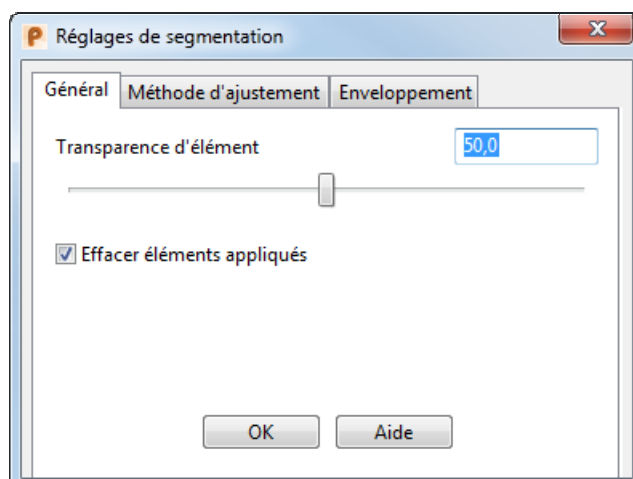 P Réglages de segmentation
Général Méthode d'ajustement Enveloppement
Transparence d'élément 50,0
Effacer éléments appliqués
OK Aide